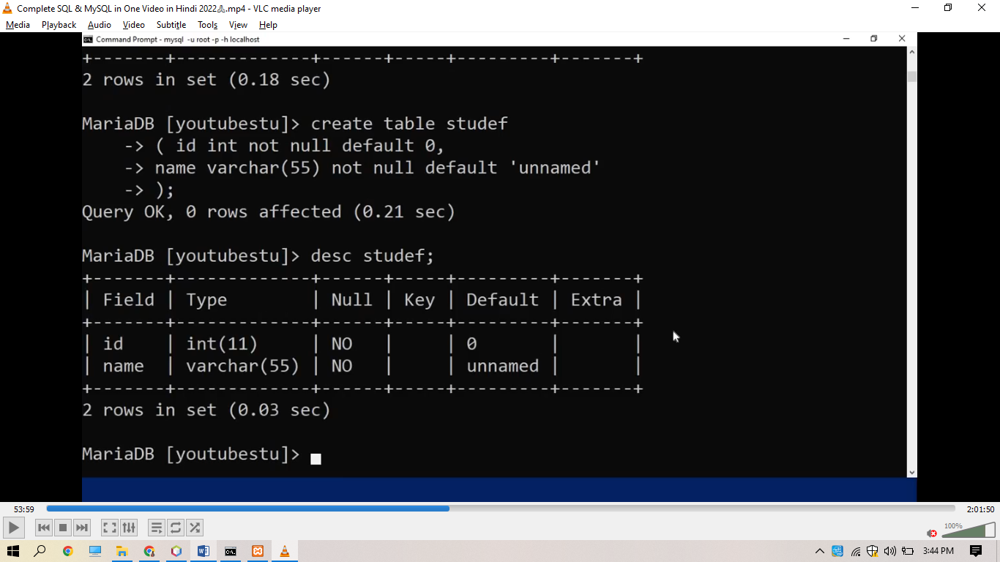 Complete SQL & MySQL in One Video in Hindi 2022🙏.mp4 - VLC media player
Media Playback Audio Video Subtitle Tools View Help
Command Prompt - mysql -u root -p -h localhost
+-------+-------------+------+-----+---------+-------+
2 rows in set (0.18 sec)
MariaDB [youtubestu]> create table studef
-> ( id int not null default 0,
-> name varchar(55) not null default 'unnamed'
-> );
Query OK, 0 rows affected (0.21 sec)
MariaDB [youtubestu]> desc studef;
+-------+-------------+------+-----+---------+-------+
| Field | Type | Null | Key | Default | Extra |
+-------+-------------+------+-----+---------+-------+
| id | int(11) | NO | | 0 | |
| name | varchar(55) | NO | | unnamed | |
+-------+-------------+------+-----+---------+-------+
2 rows in set (0.03 sec)
MariaDB [youtubestu]>
53:59 2:01:50
100%
3:44 PM